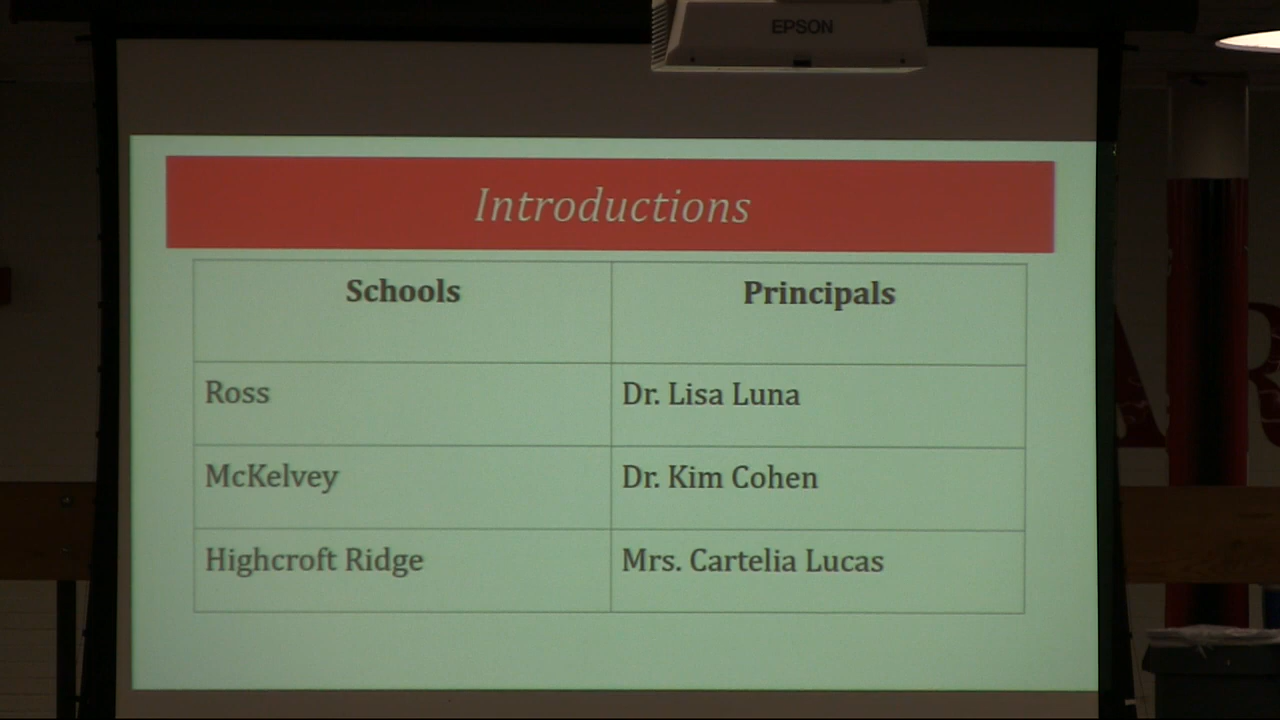 EPSON
Introductions
Schools Principals
Ross Dr. Lisa Luna
McKelvey Dr. Kim Cohen
Highcroft Ridge Mrs. Cartelia Lucas